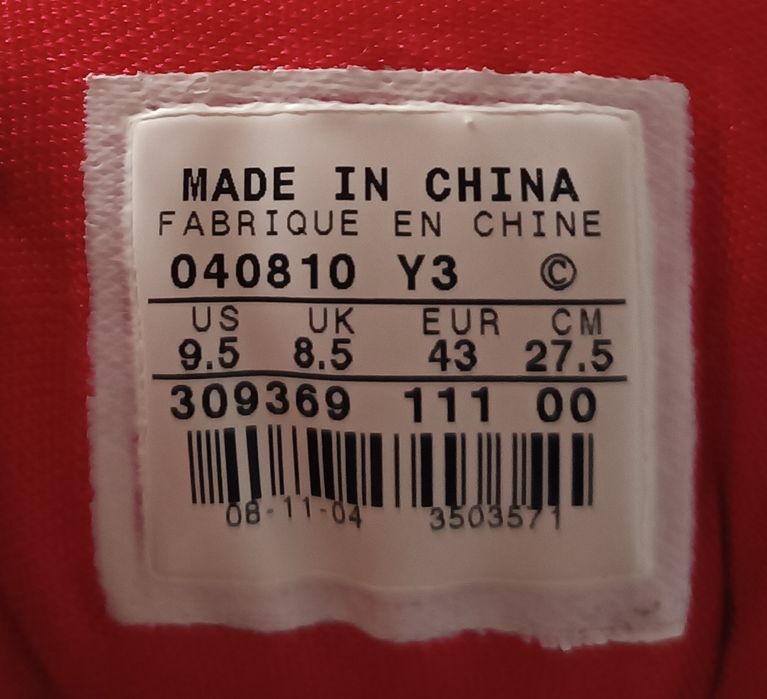 MADE IN CHINA
FABRIQUE EN CHINE
040810 Y3 ©
US UK EUR CM
9.5 8.5 43 27.5
309369 111 00
08-11-04 3503571